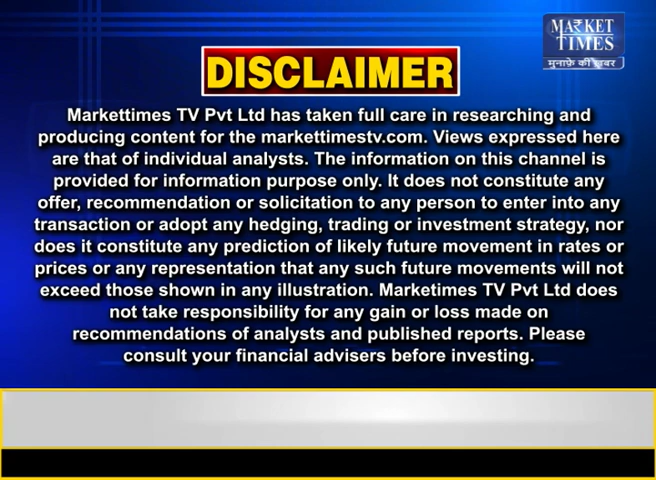 MARKET
TIMES
मुनाफ़े की ख़बर
DISCLAIMER
Markettimes TV Pvt Ltd has taken full care in researching and
producing content for the markettimestv.com. Views expressed here
are that of individual analysts. The information on this channel is
provided for information purpose only. It does not constitute any
offer, recommendation or solicitation to any person to enter into any
transaction or adopt any hedging, trading or investment strategy, nor
does it constitute any prediction of likely future movement in rates or
prices or any representation that any such future movements will not
exceed those shown in any illustration. Marketimes TV Pvt Ltd does
not take responsibility for any gain or loss made on
recommendations of analysts and published reports. Please
consult your financial advisers before investing.